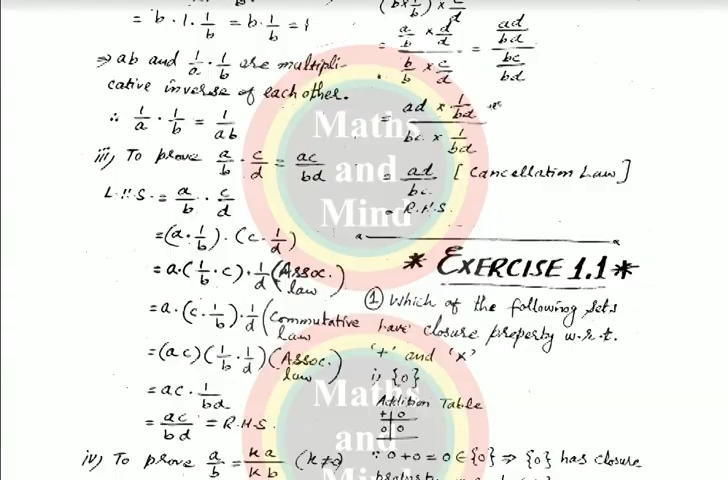 = b · 1 · 1/b = b · 1/b = 1
⇒ ab and 1/a · 1/b are multipli-
cative inverse of each other.
∴ 1/a · 1/b = 1/ab
iii) To prove a/b · c/d = ac/bd
L.H.S = a/b · c/d
= (a · 1/b) · (c · 1/d)
= a · (1/b · c) · 1/d (Assoc. law)
= a · (c · 1/b) · 1/d (Commutative law)
= (ac)(1/b · 1/d) (Assoc. law)
= ac · 1/bd
= ac/bd = R.H.S.
iv) To prove a/b = ka/kb (k≠0)
= (a/b × d/d)/(b/b × c/d) = (ad/bd)/(bc/bd)
= (ad × 1/bd)/(bc × 1/bd)
= ad/bc [Cancellation Law]
= R.H.S.
* EXERCISE 1.1 *
① Which of the following sets
have closure preperty w.r.t.
'+' and 'x'
i) {0}
Addition Table
+ 0
0 0
∵ 0+0=0∈{0} ⇒ {0} has closure
Maths
and
Mind
Maths
and